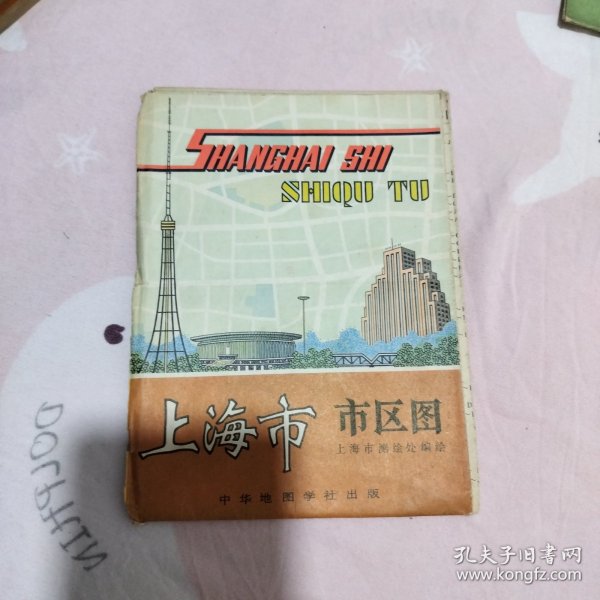 SHANGHAI SHI
SHIQU TU
上海市 市区图
上海市测绘处编绘
中华地图学社出版
DOLPHIN
孔夫子旧书网
www.kongfz.com